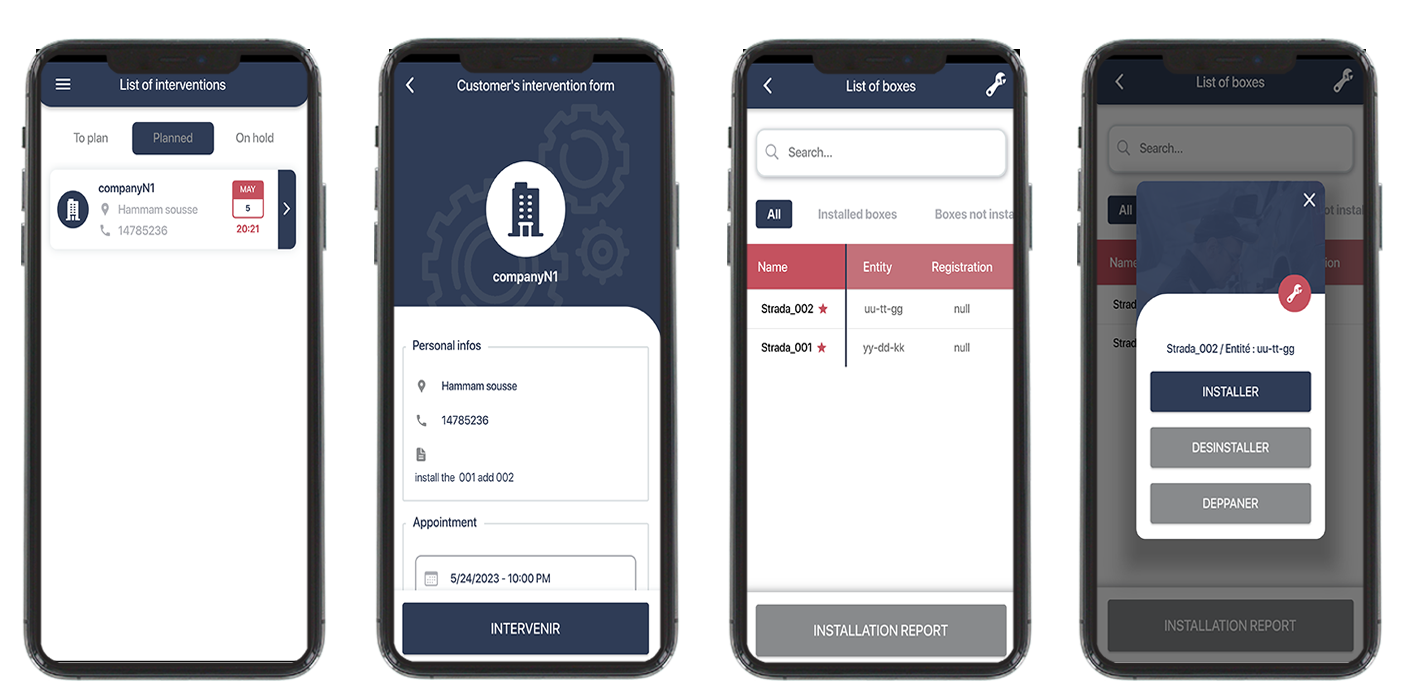 List of interventions
To plan
Planned
On hold
companyN1
Hammam sousse
14785236
MAY
5
20:21
Customer's intervention form
companyN1
Personal infos
Hammam sousse
14785236
install the 001 add 002
Appointment
5/24/2023 - 10:00 PM
INTERVENIR
List of boxes
Search...
All
Installed boxes
Boxes not insta
Name
Entity
Registration
Strada_002
uu-tt-gg
null
Strada_001
yy-dd-kk
null
INSTALLATION REPORT
List of boxes
Search...
All
ot instal
Name
ion
Strad
Strad
Strada_002 / Entité : uu-tt-gg
INSTALLER
DESINSTALLER
DEPPANER
INSTALLATION REPORT